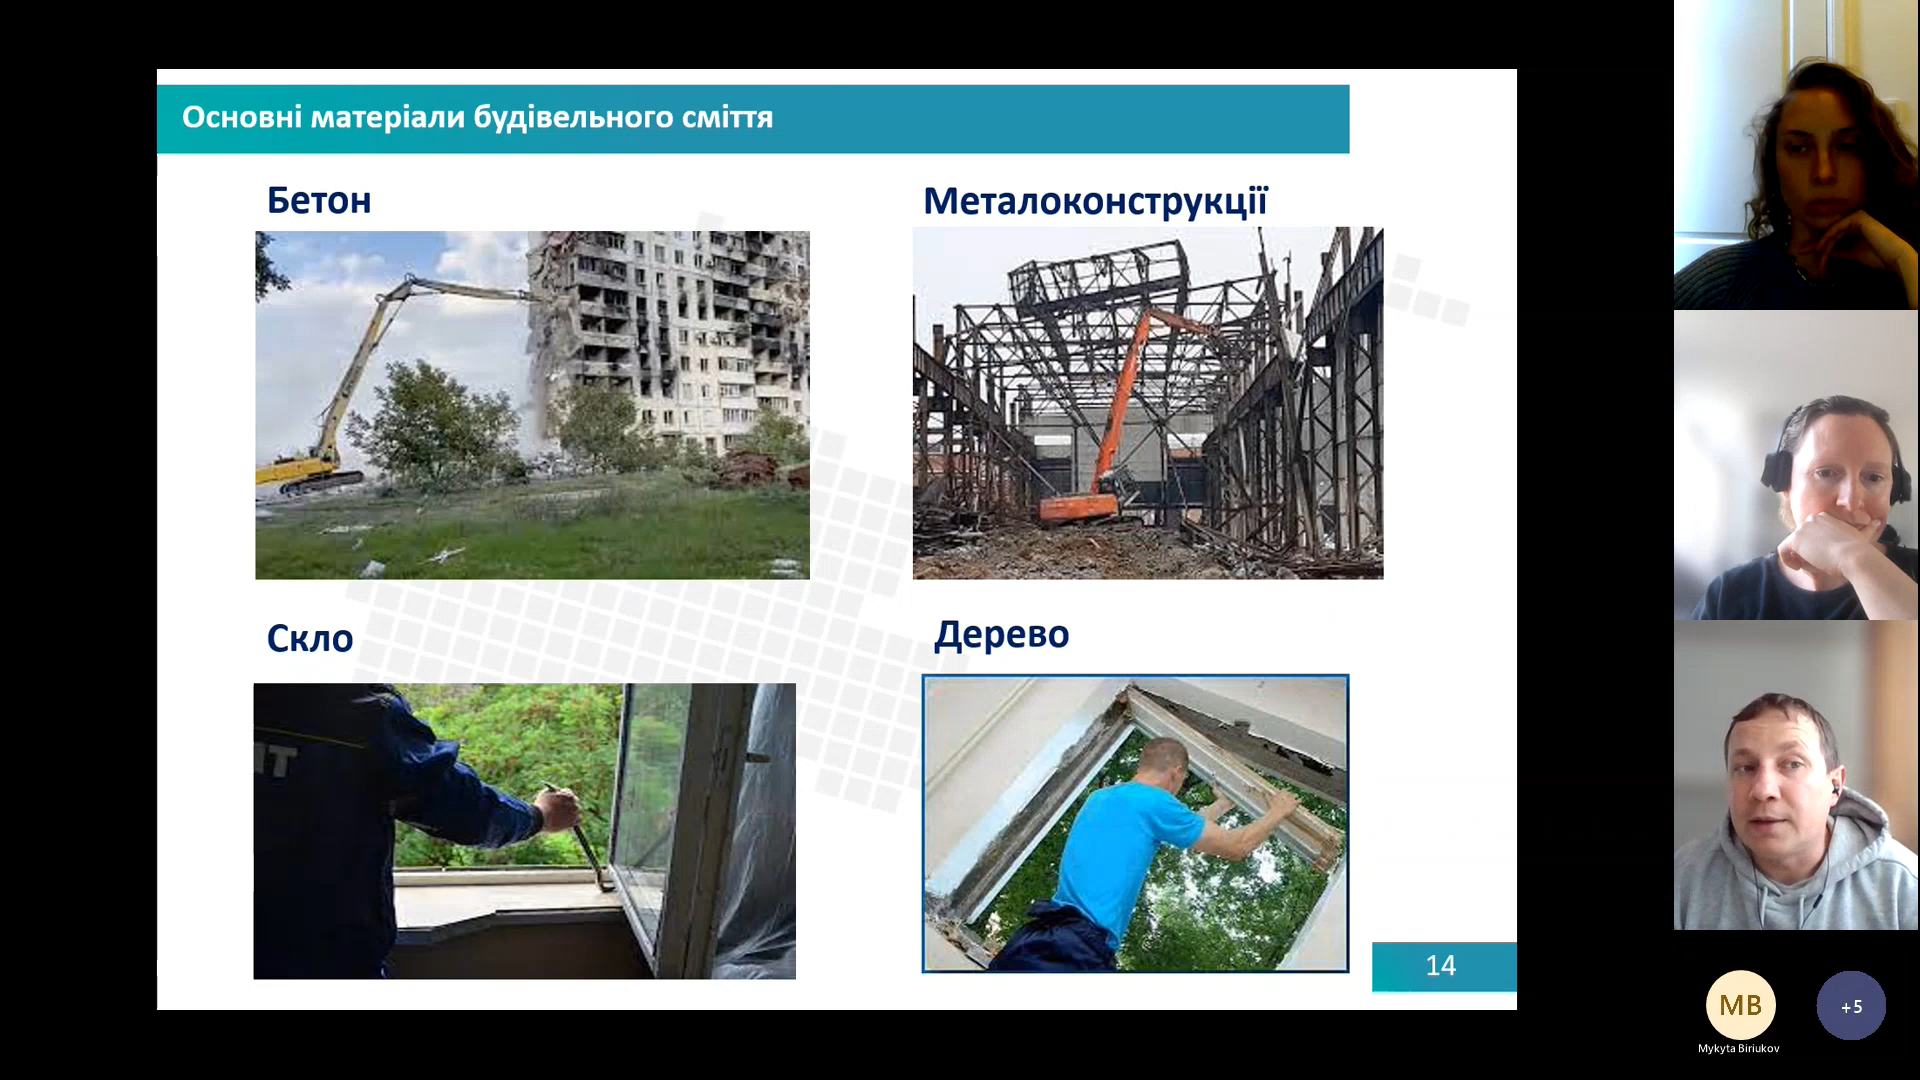 Основні матеріали будівельного сміття
Бетон
Металоконструкції
Скло
Дерево
14
MB
+5
Mykyta Biriukov